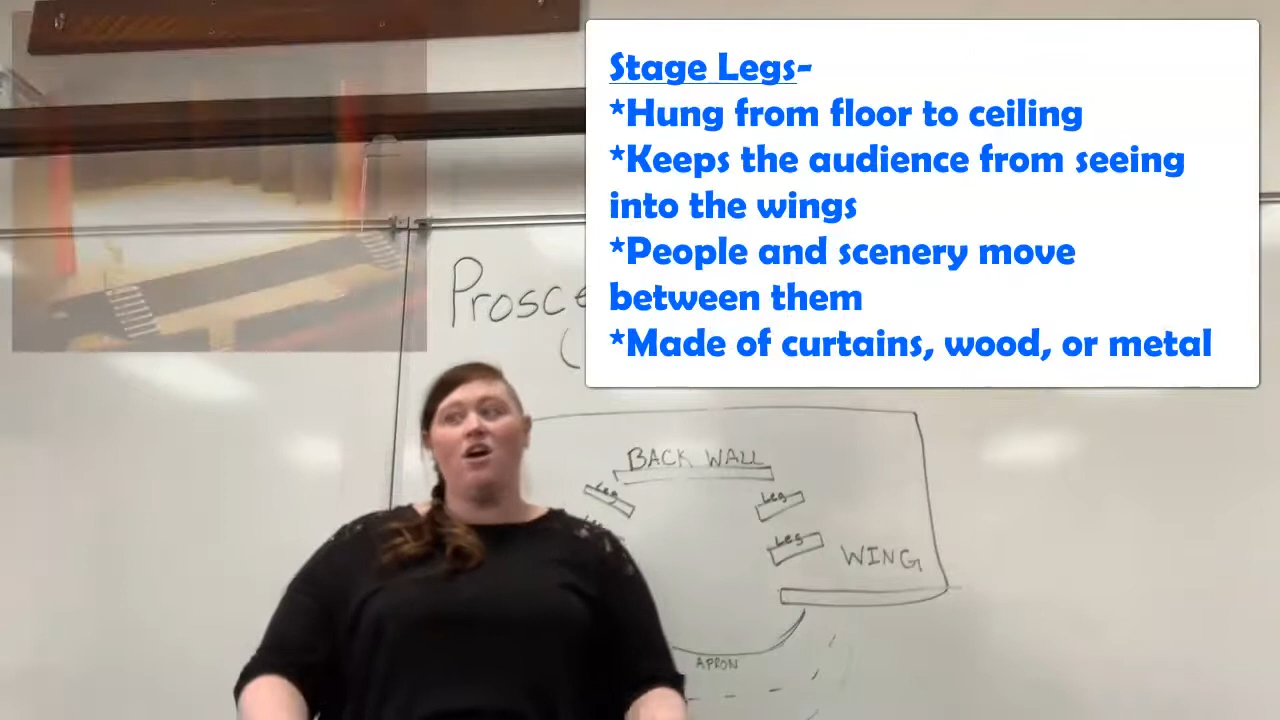 Stage Legs-
*Hung from floor to ceiling
*Keeps the audience from seeing
into the wings
*People and scenery move
between them
*Made of curtains, wood, or metal
BACK WALL
Leg
Leg
Leg
WING
APRON